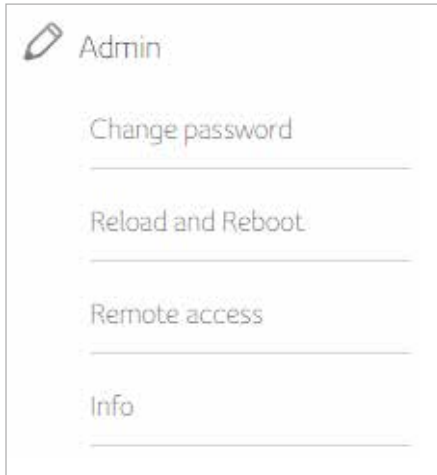 Admin
Change password
Reload and Reboot
Remote access
Info